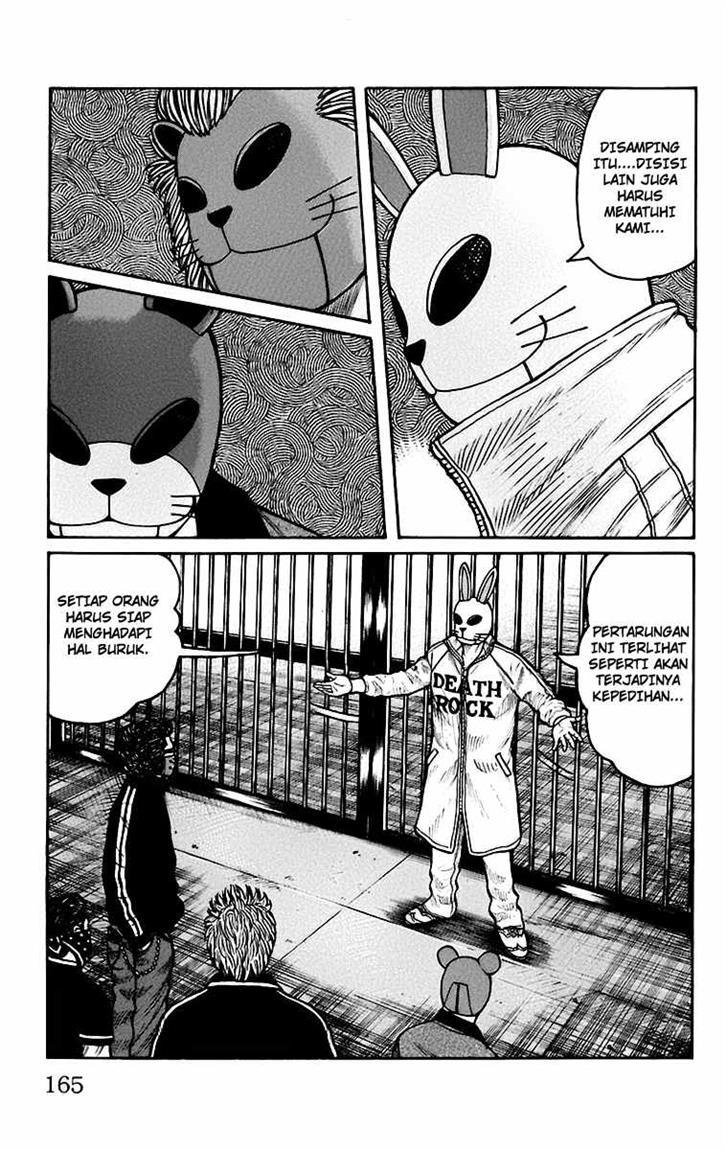 DISAMPING
ITU....DISISI
LAIN JUGA
HARUS
MEMATUHI
KAMI...
PERTARUNGAN
INI TERLIHAT
SEPERTI AKAN
TERJADINYA
KEPEDIHAN...
SETIAP ORANG
HARUS SIAP
MENGHADAPI
HAL BURUK.
DEATH
ROCK
165